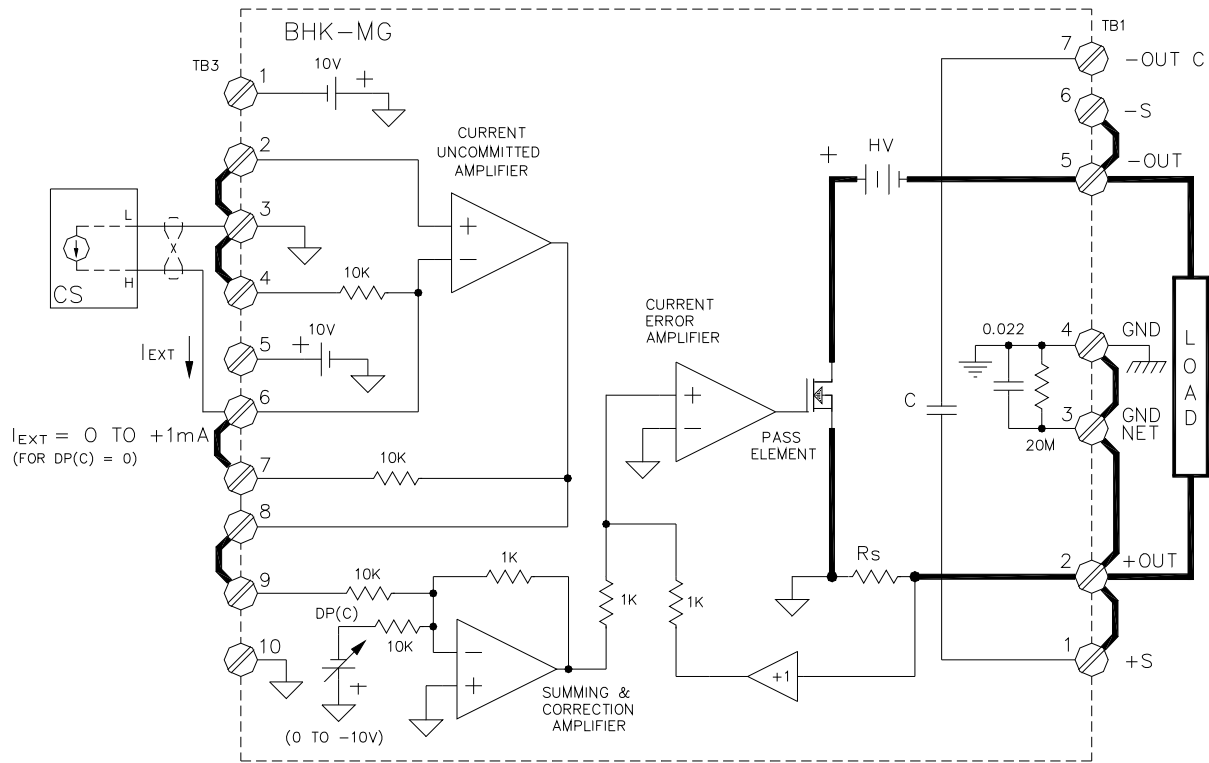 BHK-MG
TB3
TB1
1
10V
+
7
-OUT C
6
-S
2
CURRENT
UNCOMMITTED
AMPLIFIER
+
HV
5
-OUT
L
X
3
+
-
H
CS
4
10K
CURRENT
ERROR
AMPLIFIER
0.022
4
GND
IEXT
5
+
10V
LOAD
+
-
C
3
GND
NET
20M
6
PASS
ELEMENT
IEXT = 0 TO +1mA
(FOR DP(C) = 0)
7
10K
8
Rs
2
+OUT
9
10K
1K
1K
1K
DP(C)
10K
10
-
+
+
+1
1
+S
SUMMING &
CORRECTION
AMPLIFIER
(0 TO -10V)